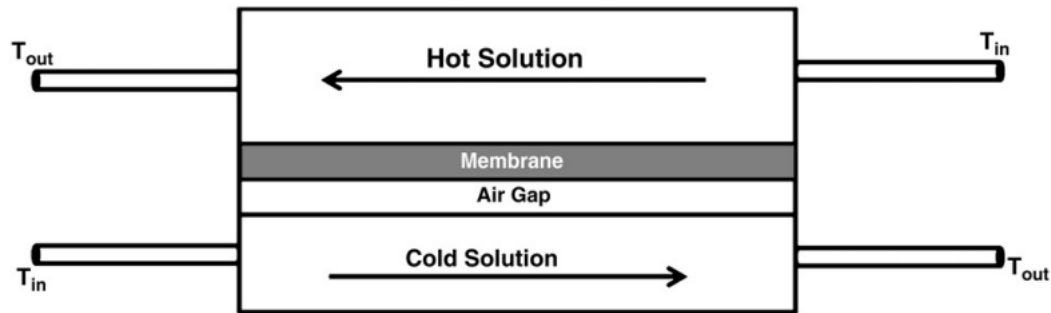 T_out
Hot Solution
T_in
Membrane
Air Gap
Cold Solution
T_in
T_out